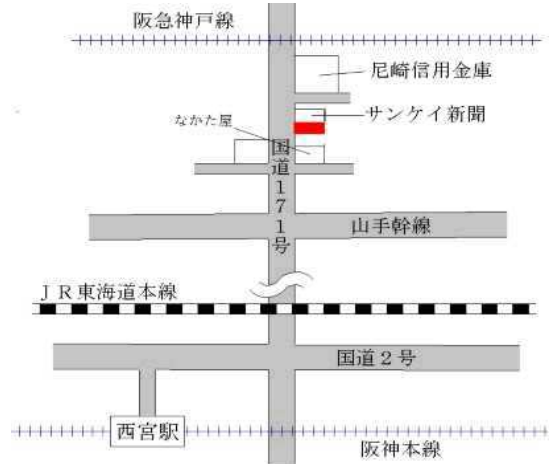 阪急神戸線
尼崎信用金庫
サンケイ新聞
なかた屋
国道171号
山手幹線
JR東海道本線
国道2号
西宮駅
阪神本線